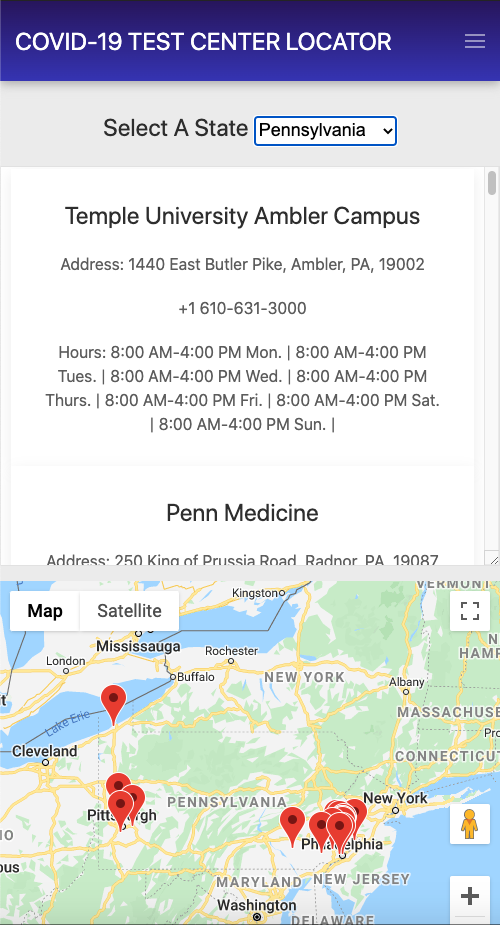 COVID-19 TEST CENTER LOCATOR
Select A State Pennsylvania
Temple University Ambler Campus
Address: 1440 East Butler Pike, Ambler, PA, 19002
+1 610-631-3000
Hours: 8:00 AM-4:00 PM Mon. | 8:00 AM-4:00 PM
Tues. | 8:00 AM-4:00 PM Wed. | 8:00 AM-4:00 PM
Thurs. | 8:00 AM-4:00 PM Fri. | 8:00 AM-4:00 PM Sat.
| 8:00 AM-4:00 PM Sun. |
Penn Medicine
Address: 250 King of Prussia Road, Radnor, PA, 19087
VERMONT
Kingston
Map
Satellite
Mississauga
Rochester
London
Buffalo
NEW YORK
Albany
MASSACHUSE
Lake Erie
Cleveland
CONNECTICUT
PENNSYLVANIA
New York
Philadelphia
MARYLAND
NEW JERSEY
Washington
DELAWARE